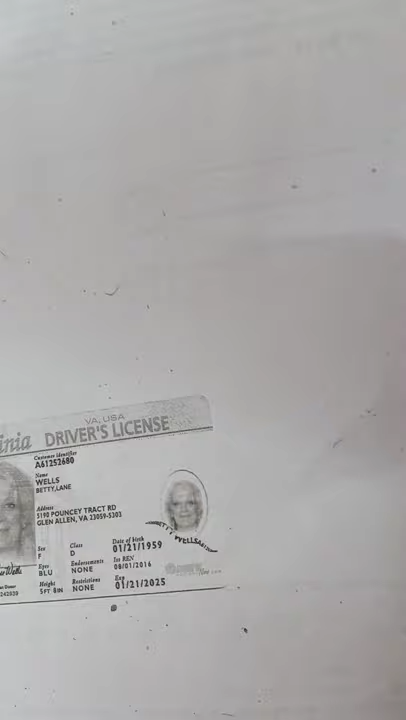 inia DRIVER'S LICENSE
VA, USA
Customer Identifier
A61252680
Name
WELLS
BETTY,LANE
Address
5190 POUNCEY TRACT RD
GLEN ALLEN, VA 23059-5303
Sex F
Class D
Date of birth 01/21/1959
Eyes BLU
Endorsements NONE
Iss REN 08/01/2016
Height 5FT 8IN
Restrictions NONE
Exp 01/21/2025